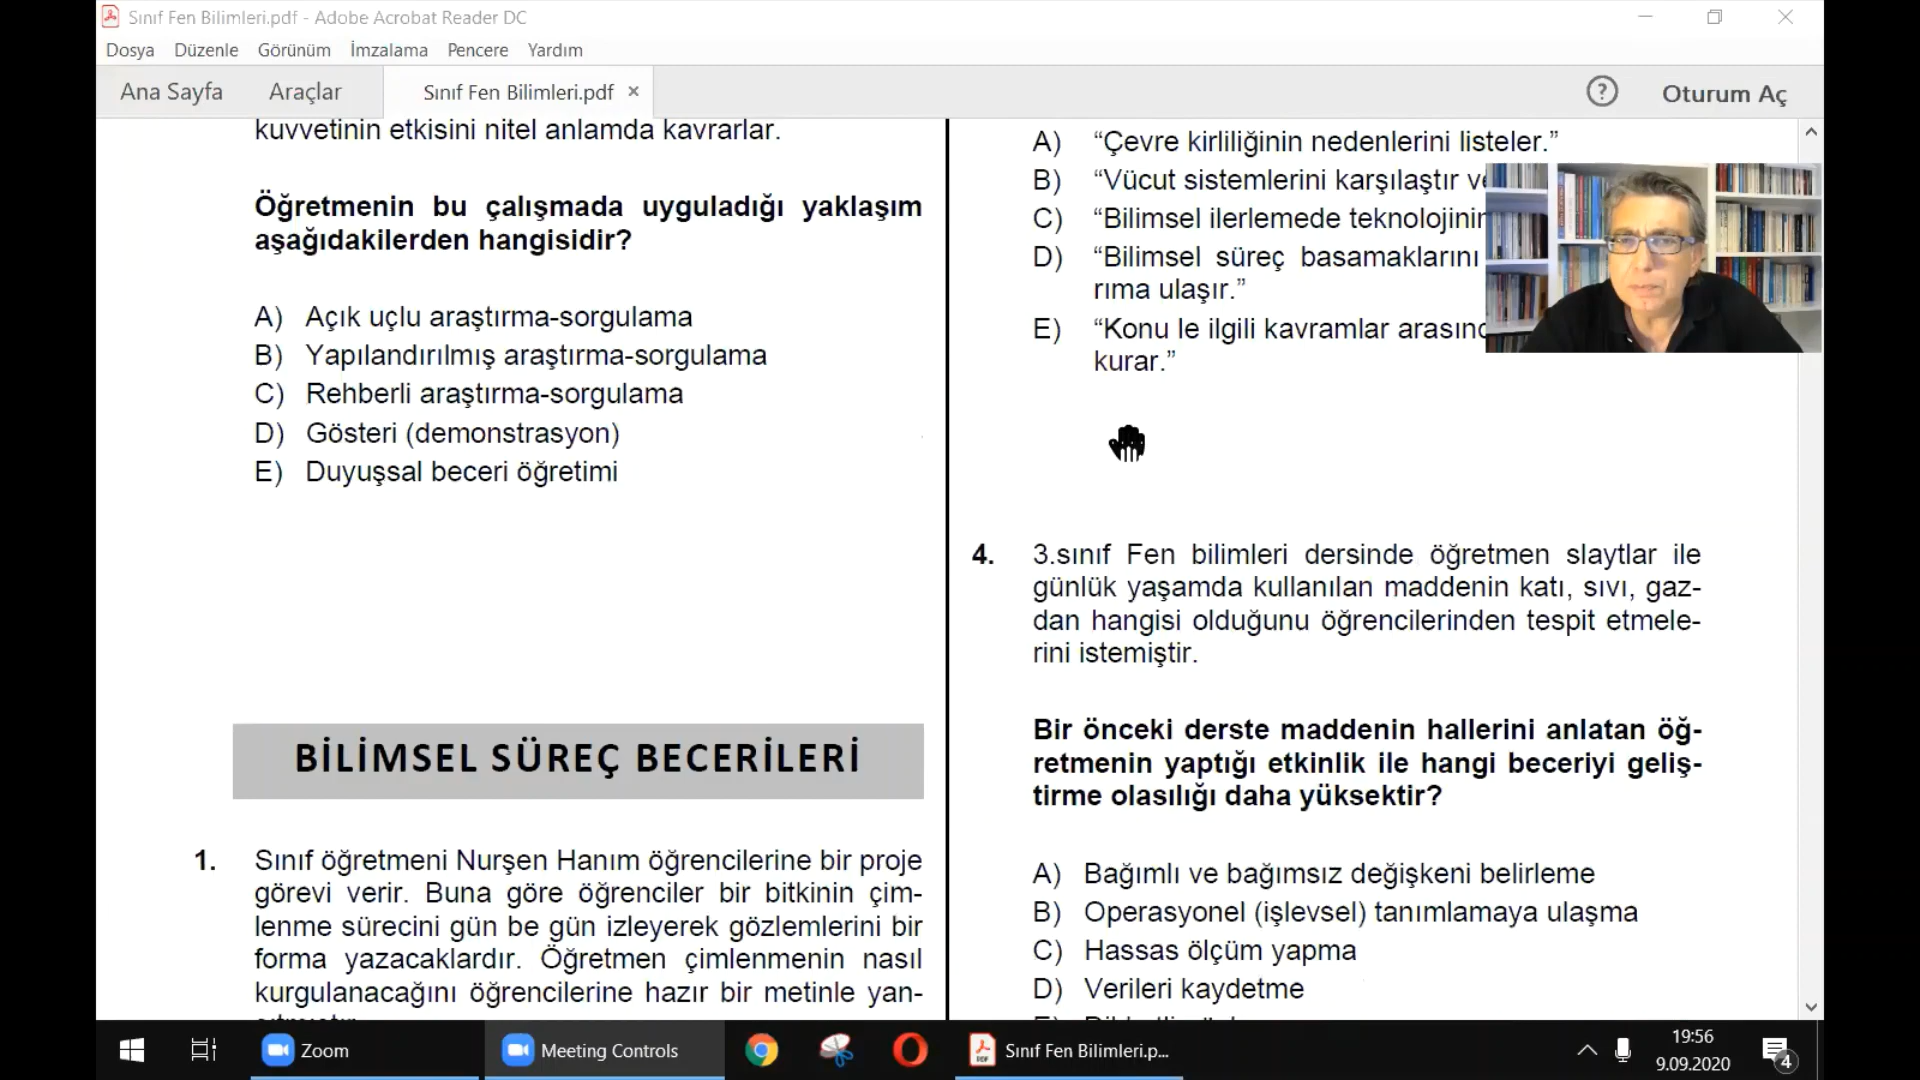 Sınıf Fen Bilimleri.pdf - Adobe Acrobat Reader DC
Dosya Düzenle Görünüm İmzalama Pencere Yardım
Ana Sayfa Araçlar Sınıf Fen Bilimleri.pdf × ? Oturum Aç
kuvvetinin etkisini nitel anlamda kavrarlar.
Öğretmenin bu çalışmada uyguladığı yaklaşım
aşağıdakilerden hangisidir?
A) Açık uçlu araştırma-sorgulama
B) Yapılandırılmış araştırma-sorgulama
C) Rehberli araştırma-sorgulama
D) Gösteri (demonstrasyon)
E) Duyuşsal beceri öğretimi
BİLİMSEL SÜREÇ BECERİLERİ
1. Sınıf öğretmeni Nurşen Hanım öğrencilerine bir proje
görevi verir. Buna göre öğrenciler bir bitkinin çim-
lenme sürecini gün be gün izleyerek gözlemlerini bir
forma yazacaklardır. Öğretmen çimlenmenin nasıl
kurgulanacağını öğrencilerine hazır bir metinle yan-
A) “Çevre kirliliğinin nedenlerini listeler.”
B) “Vücut sistemlerini karşılaştır
C) “Bilimsel ilerlemede
D) “Bilimsel süreç basamaklarını
rıma ulaşır.”
E) “Konu le ilgili kavramlar
kurar.”
4. 3.sınıf Fen bilimleri dersinde öğretmen slaytlar ile
günlük yaşamda kullanılan maddenin katı, sıvı, gaz-
dan hangisi olduğunu öğrencilerinden tespit etmele-
rini istemiştir.
Bir önceki derste maddenin hallerini anlatan öğ-
retmenin yaptığı etkinlik ile hangi beceriyi geliş-
tirme olasılığı daha yüksektir?
A) Bağımlı ve bağımsız değişkeni belirleme
B) Operasyonel (işlevsel) tanımlamaya ulaşma
C) Hassas ölçüm yapma
D) Verileri kaydetme
Zoom Meeting Controls Sınıf Fen Bilimleri.p... 19:56
9.09.2020 4